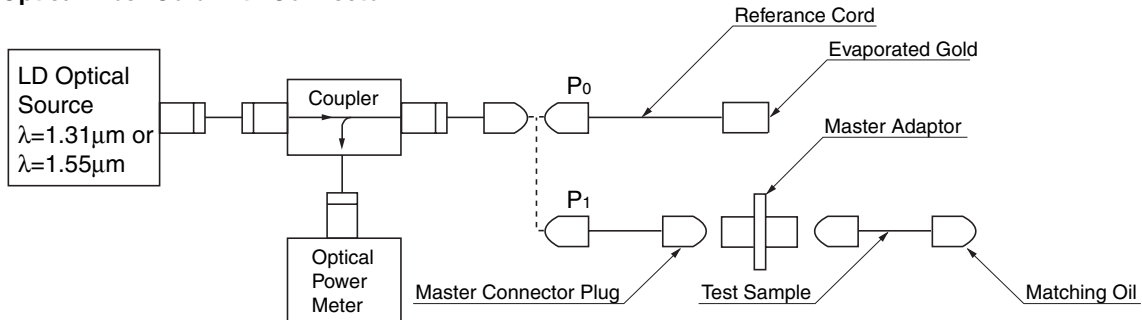 Referance Cord
Evaporated Gold
LD Optical
Source
λ=1.31μm or
λ=1.55μm
Coupler
P0
Master Adaptor
P1
Optical
Power
Meter
Master Connector Plug
Test Sample
Matching Oil